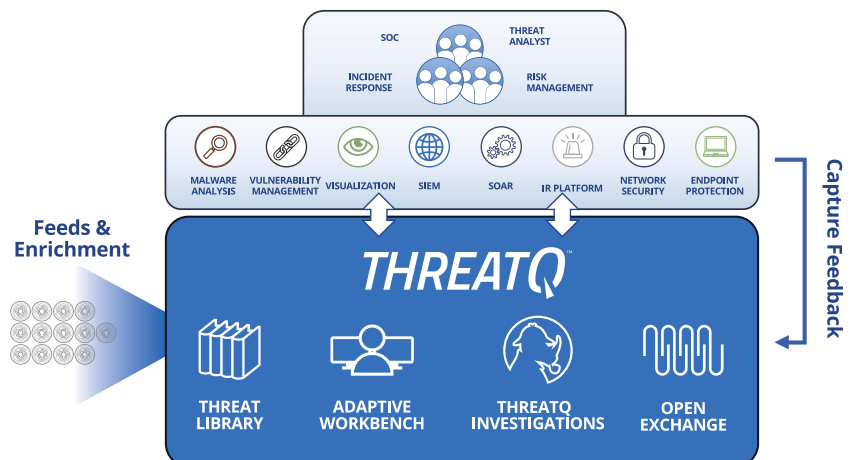 SOC
THREAT
ANALYST
INCIDENT
RESPONSE
RISK
MANAGEMENT
MALWARE
ANALYSIS
VULNERABILITY
MANAGEMENT
VISUALIZATION
SIEM
SOAR
IR PLATFORM
NETWORK
SECURITY
ENDPOINT
PROTECTION
Capture Feedback
Feeds &
Enrichment
THREATQ™
THREAT
LIBRARY
ADAPTIVE
WORKBENCH
THREATQ
INVESTIGATIONS
OPEN
EXCHANGE